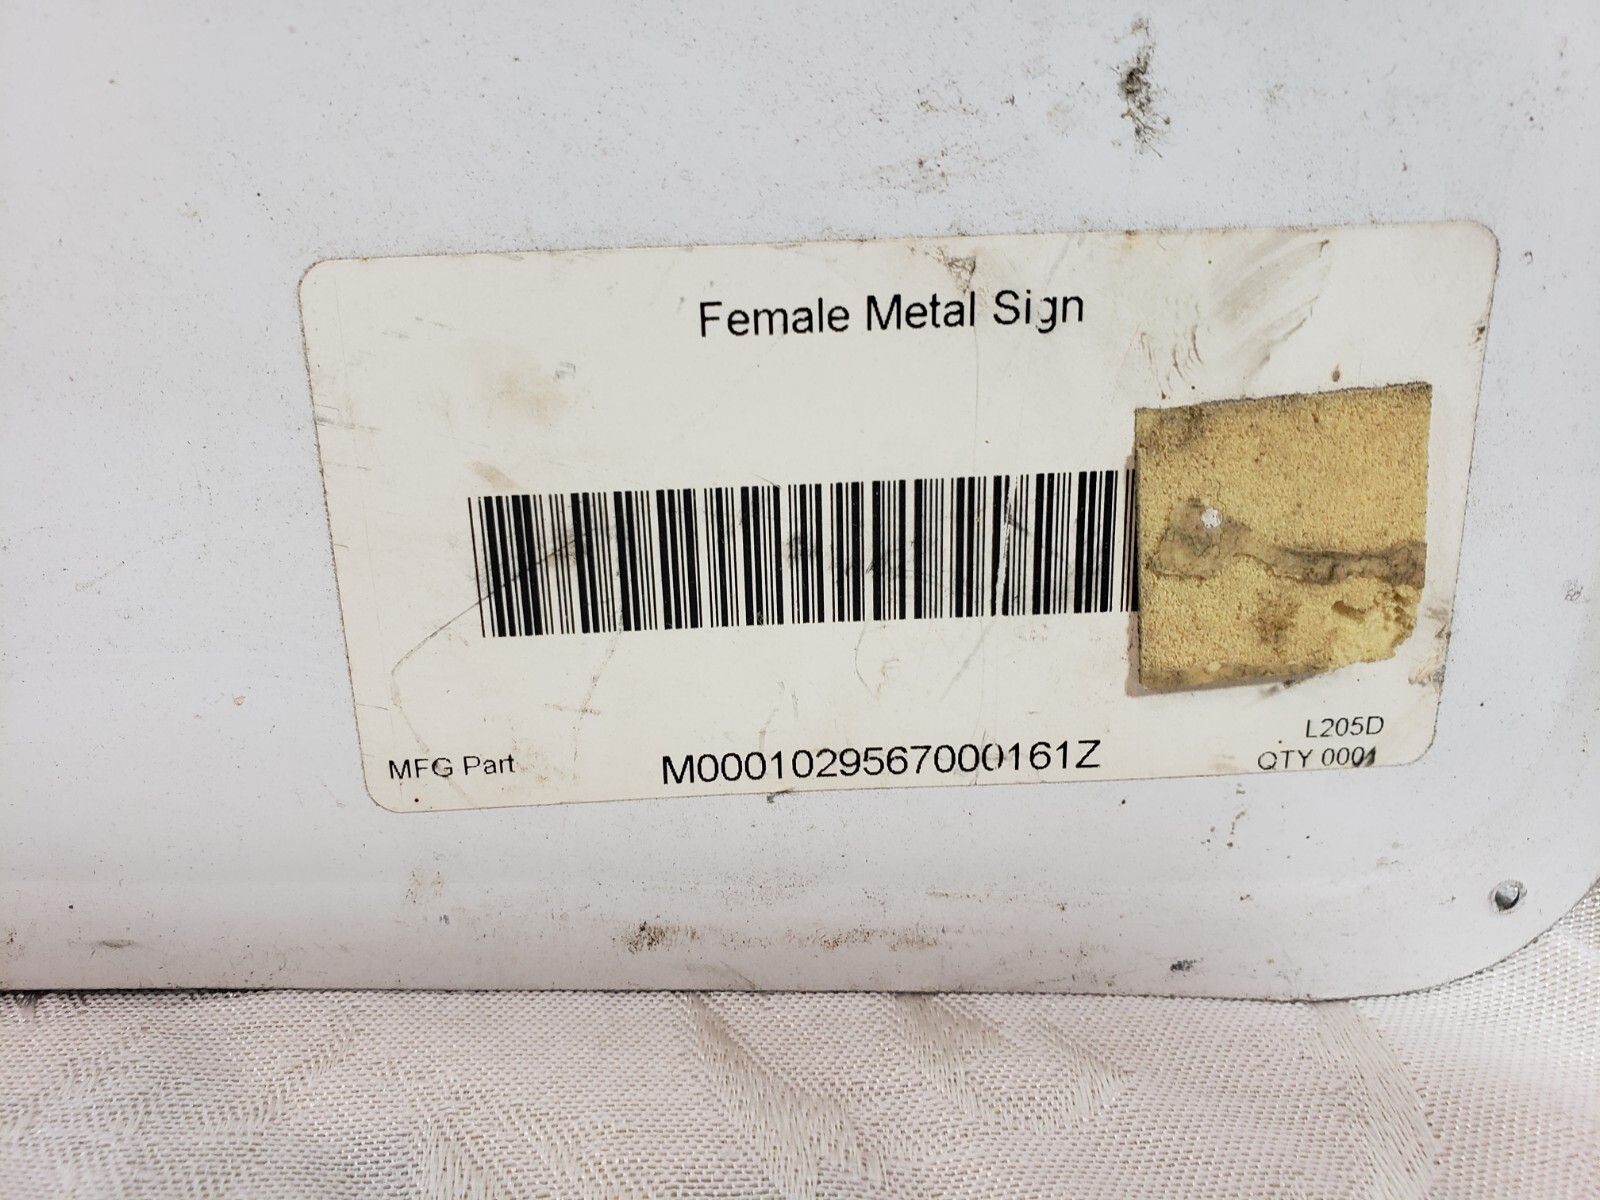 Female Metal Sign
MFG Part
M0001029567000161Z
L205D
QTY 0001